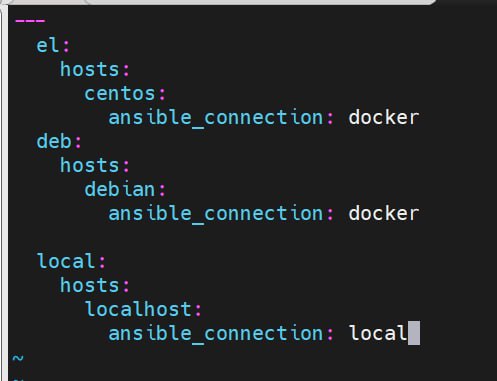 ---
  el:
    hosts:
      centos:
        ansible_connection: docker
  deb:
    hosts:
      debian:
        ansible_connection: docker

  local:
    hosts:
      localhost:
        ansible_connection: local
~
~